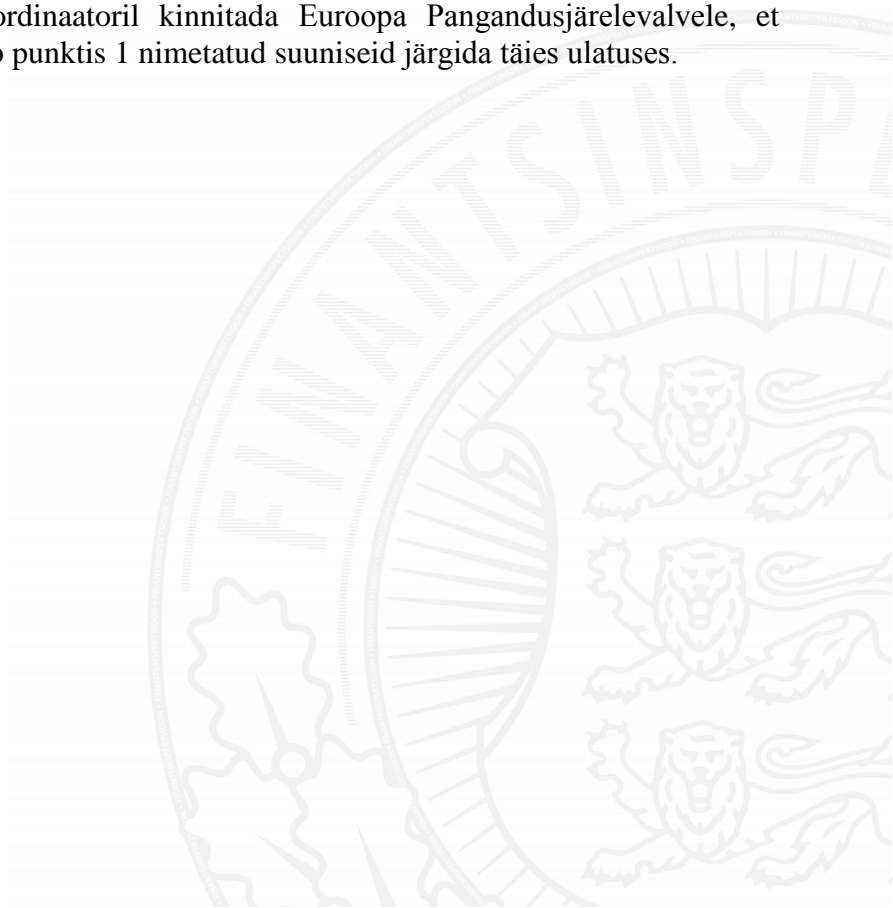 ordinaatoril kinnitada Euroopa Pangandusjärelevalvele, et
punktis 1 nimetatud suuniseid järgida täies ulatuses.
FINANTSINSP